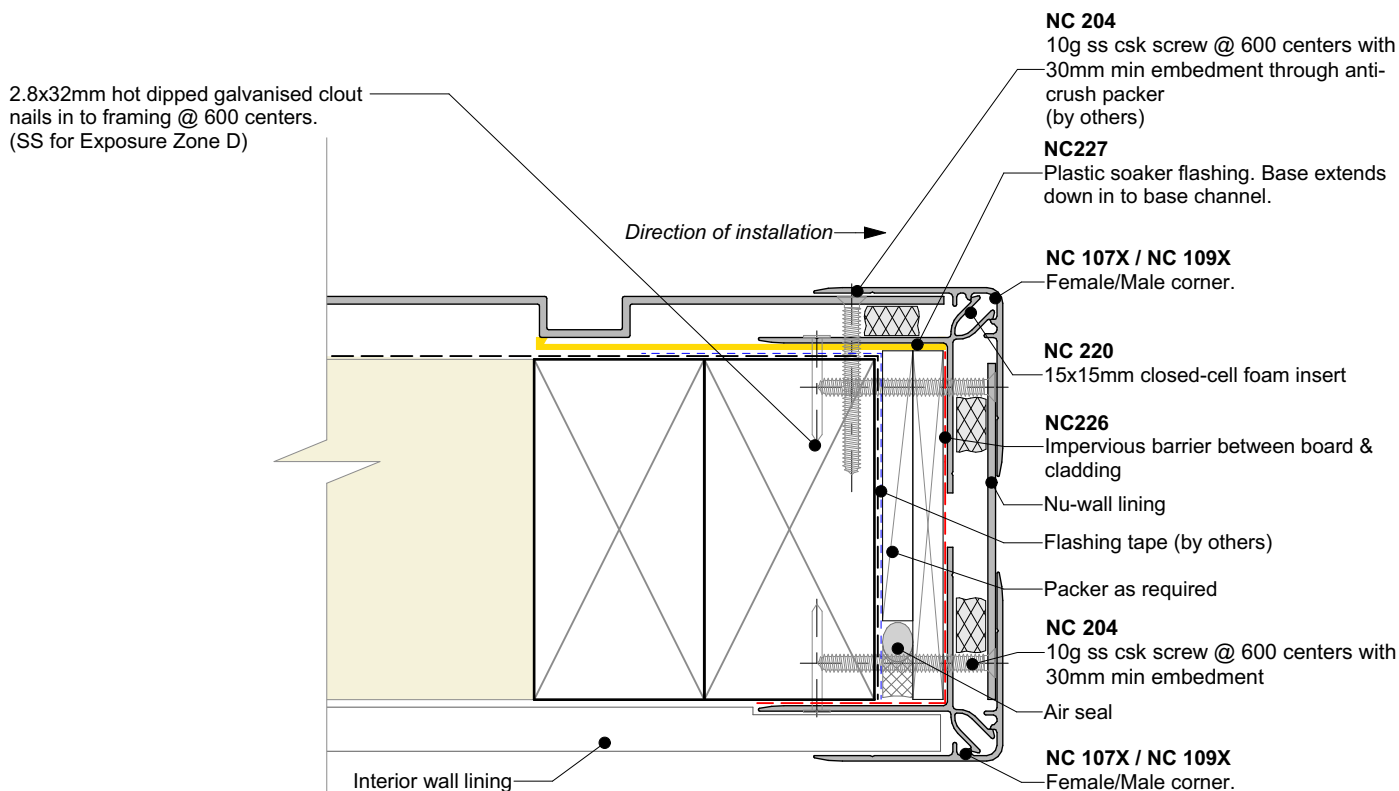 2.8x32mm hot dipped galvanised clout
nails in to framing @ 600 centers.
(SS for Exposure Zone D)
Direction of installation
Interior wall lining
NC 204
10g ss csk screw @ 600 centers with
30mm min embedment through anti-
crush packer
(by others)
NC227
Plastic soaker flashing. Base extends
down in to base channel.
NC 107X / NC 109X
Female/Male corner.
NC 220
15x15mm closed-cell foam insert
NC226
Impervious barrier between board &
cladding
Nu-wall lining
Flashing tape (by others)
Packer as required
NC 204
10g ss csk screw @ 600 centers with
30mm min embedment
Air seal
NC 107X / NC 109X
Female/Male corner.